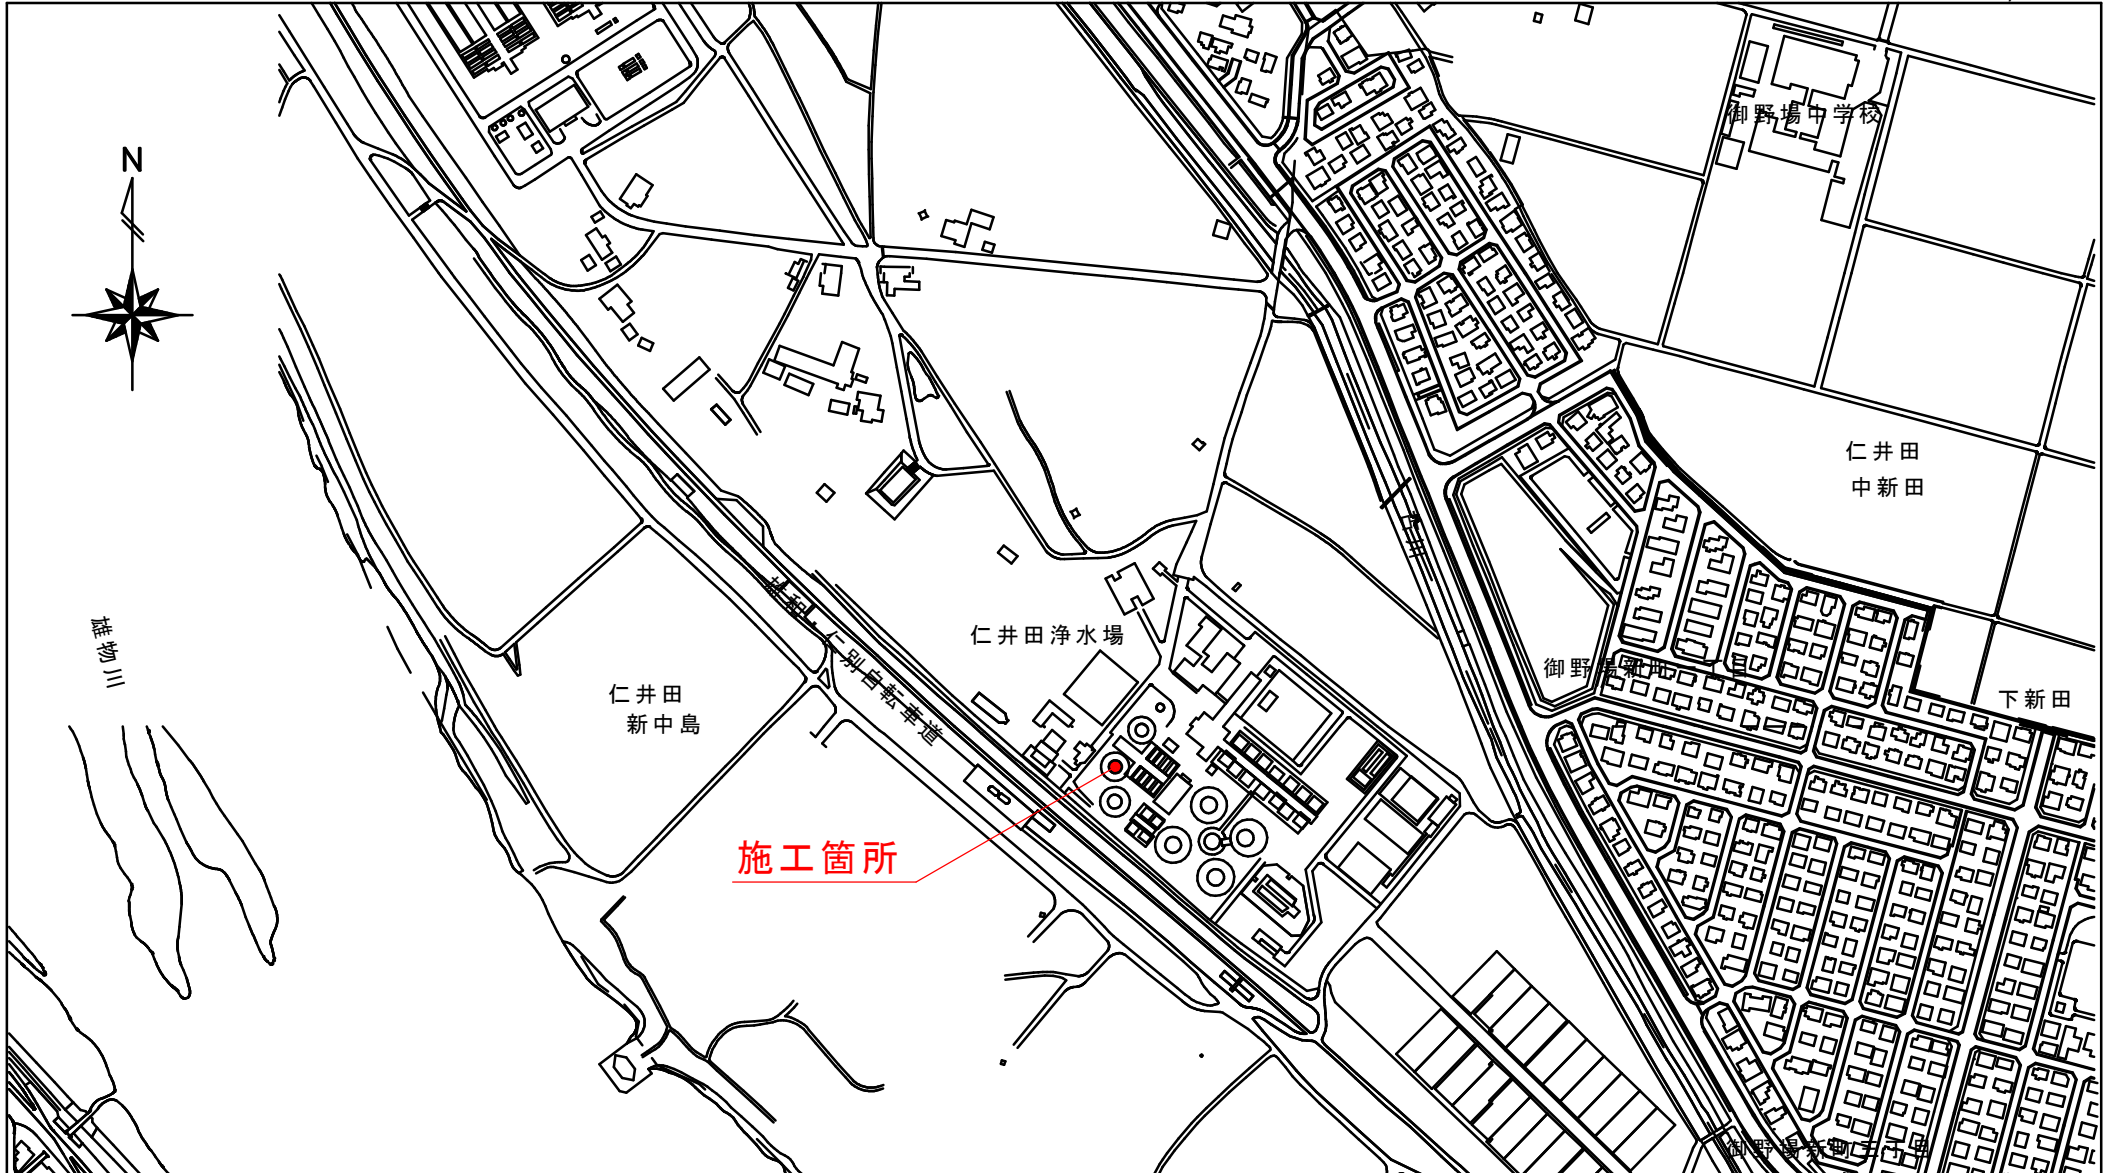 御野場中学校
N
仁井田
中新田
古川
雄和・仁別自転車道
仁井田浄水場
雄物川
御野場新町一丁目
仁井田
新中島
下新田
施工箇所
御野場新町五丁目